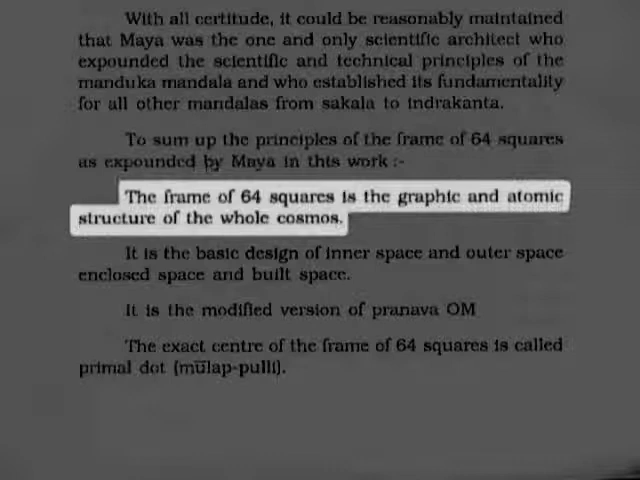 With all certitude, it could be reasonably maintained
that Maya was the one and only scientific architect who
expounded the scientific and technical principles of the
manduka mandala and who established its fundamentality
for all other mandalas from sakala to indrakanta.
To sum up the principles of the frame of 64 squares
as expounded by Maya in this work :-
The frame of 64 squares is the graphic and atomic
structure of the whole cosmos.
It is the basic design of inner space and outer space
enclosed space and built space.
It is the modified version of pranava OM
The exact centre of the frame of 64 squares is called
primal dot (mūlap-pulli).